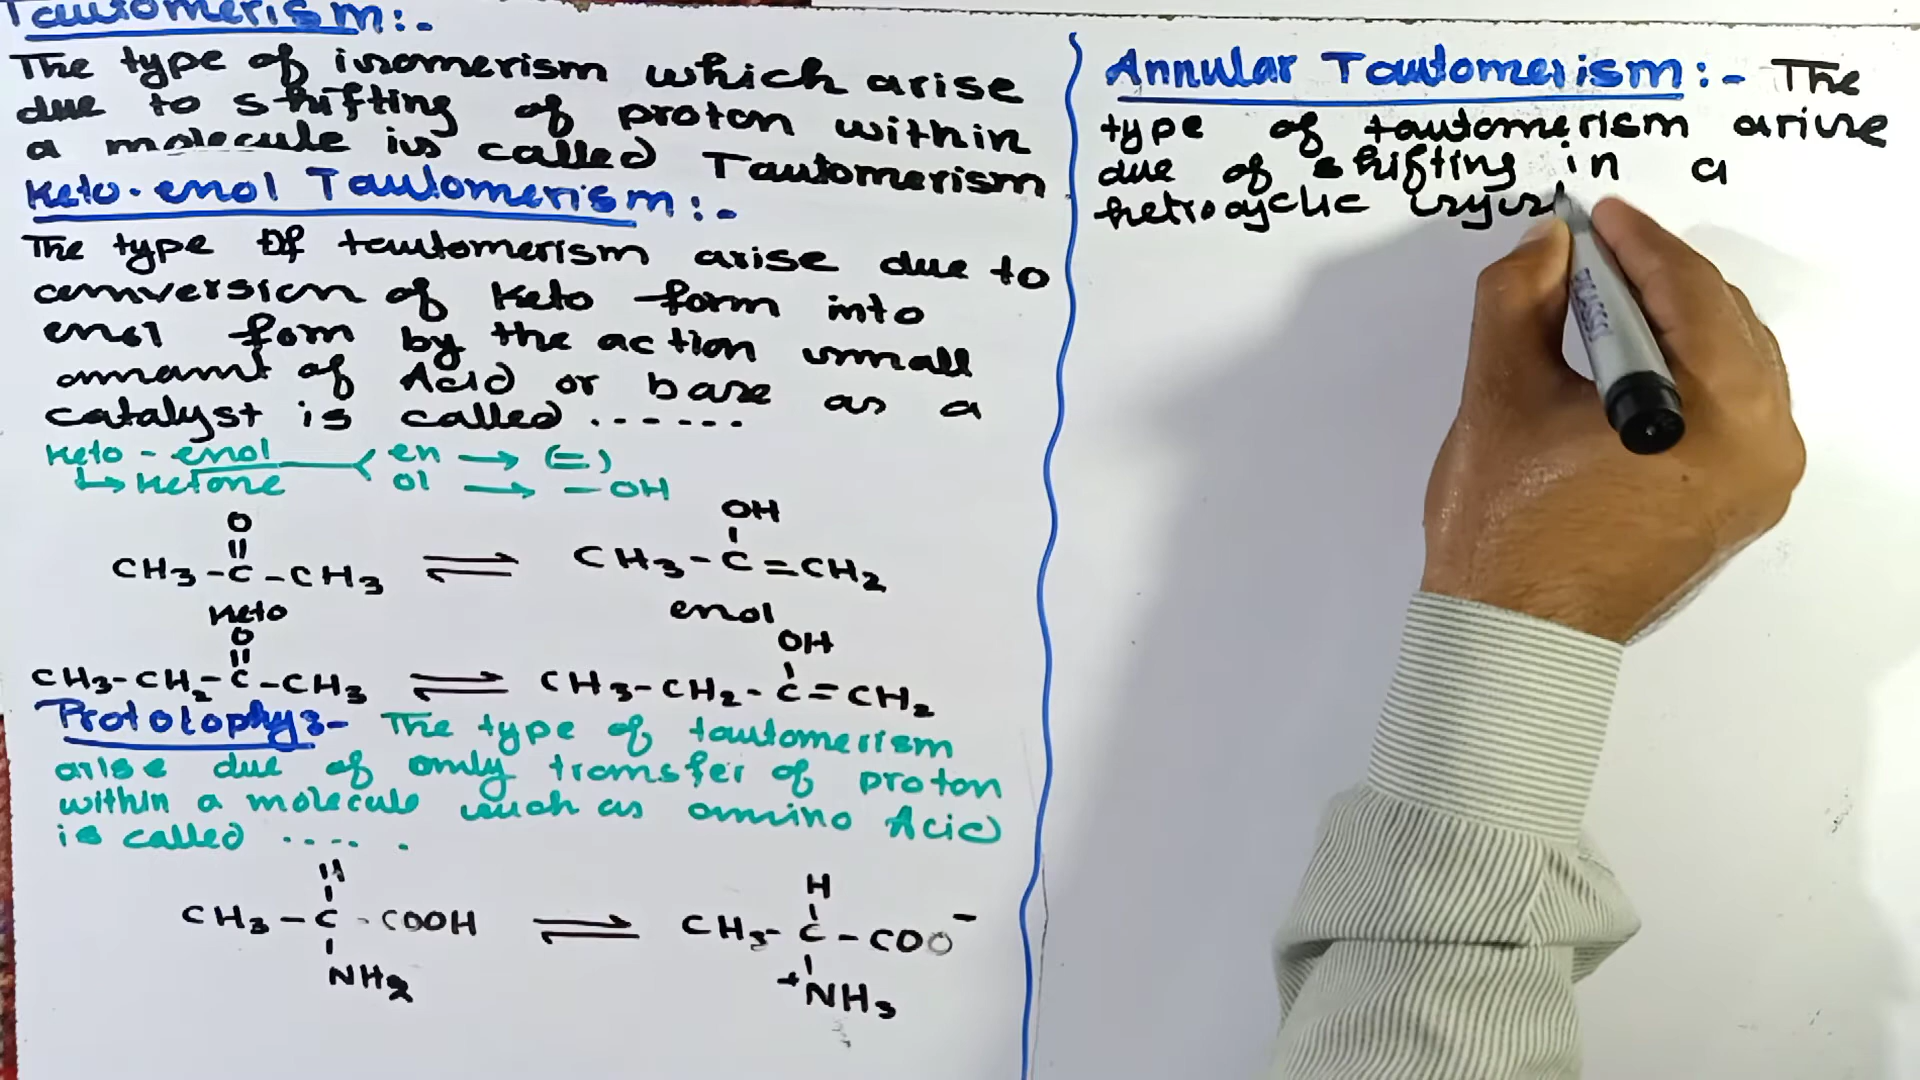 Tautomerism:-
The type of isomerism which arise
due to shifting of proton within
a molecule is called Tautomerism
Keto-enol Tautomerism:-
The type of tautomerism arise due to
conversion of Keto form into
enol form by the action small
amamt of Acid or base as a
catalyst is called ......
Keto - enol en → (=)
↳ Ketone ol → -OH
O
||
CH3-C-CH3 ⇌ CH3-C=CH2
OH
Keto enol
O OH
||
CH3-CH2-C-CH3 ⇌ CH3-CH2-C=CH2
Prototophy:- The type of tautomerism
arise due of only transfer of proton
within a molecule such as amino Acid
is called .....
H H
CH3-C-COOH ⇌ CH3-C-COO-
NH2 +NH3
Annular Tautomerism:- The
type of tautomerism arise
due of shifting in a
hetrocyclic
PICASSO